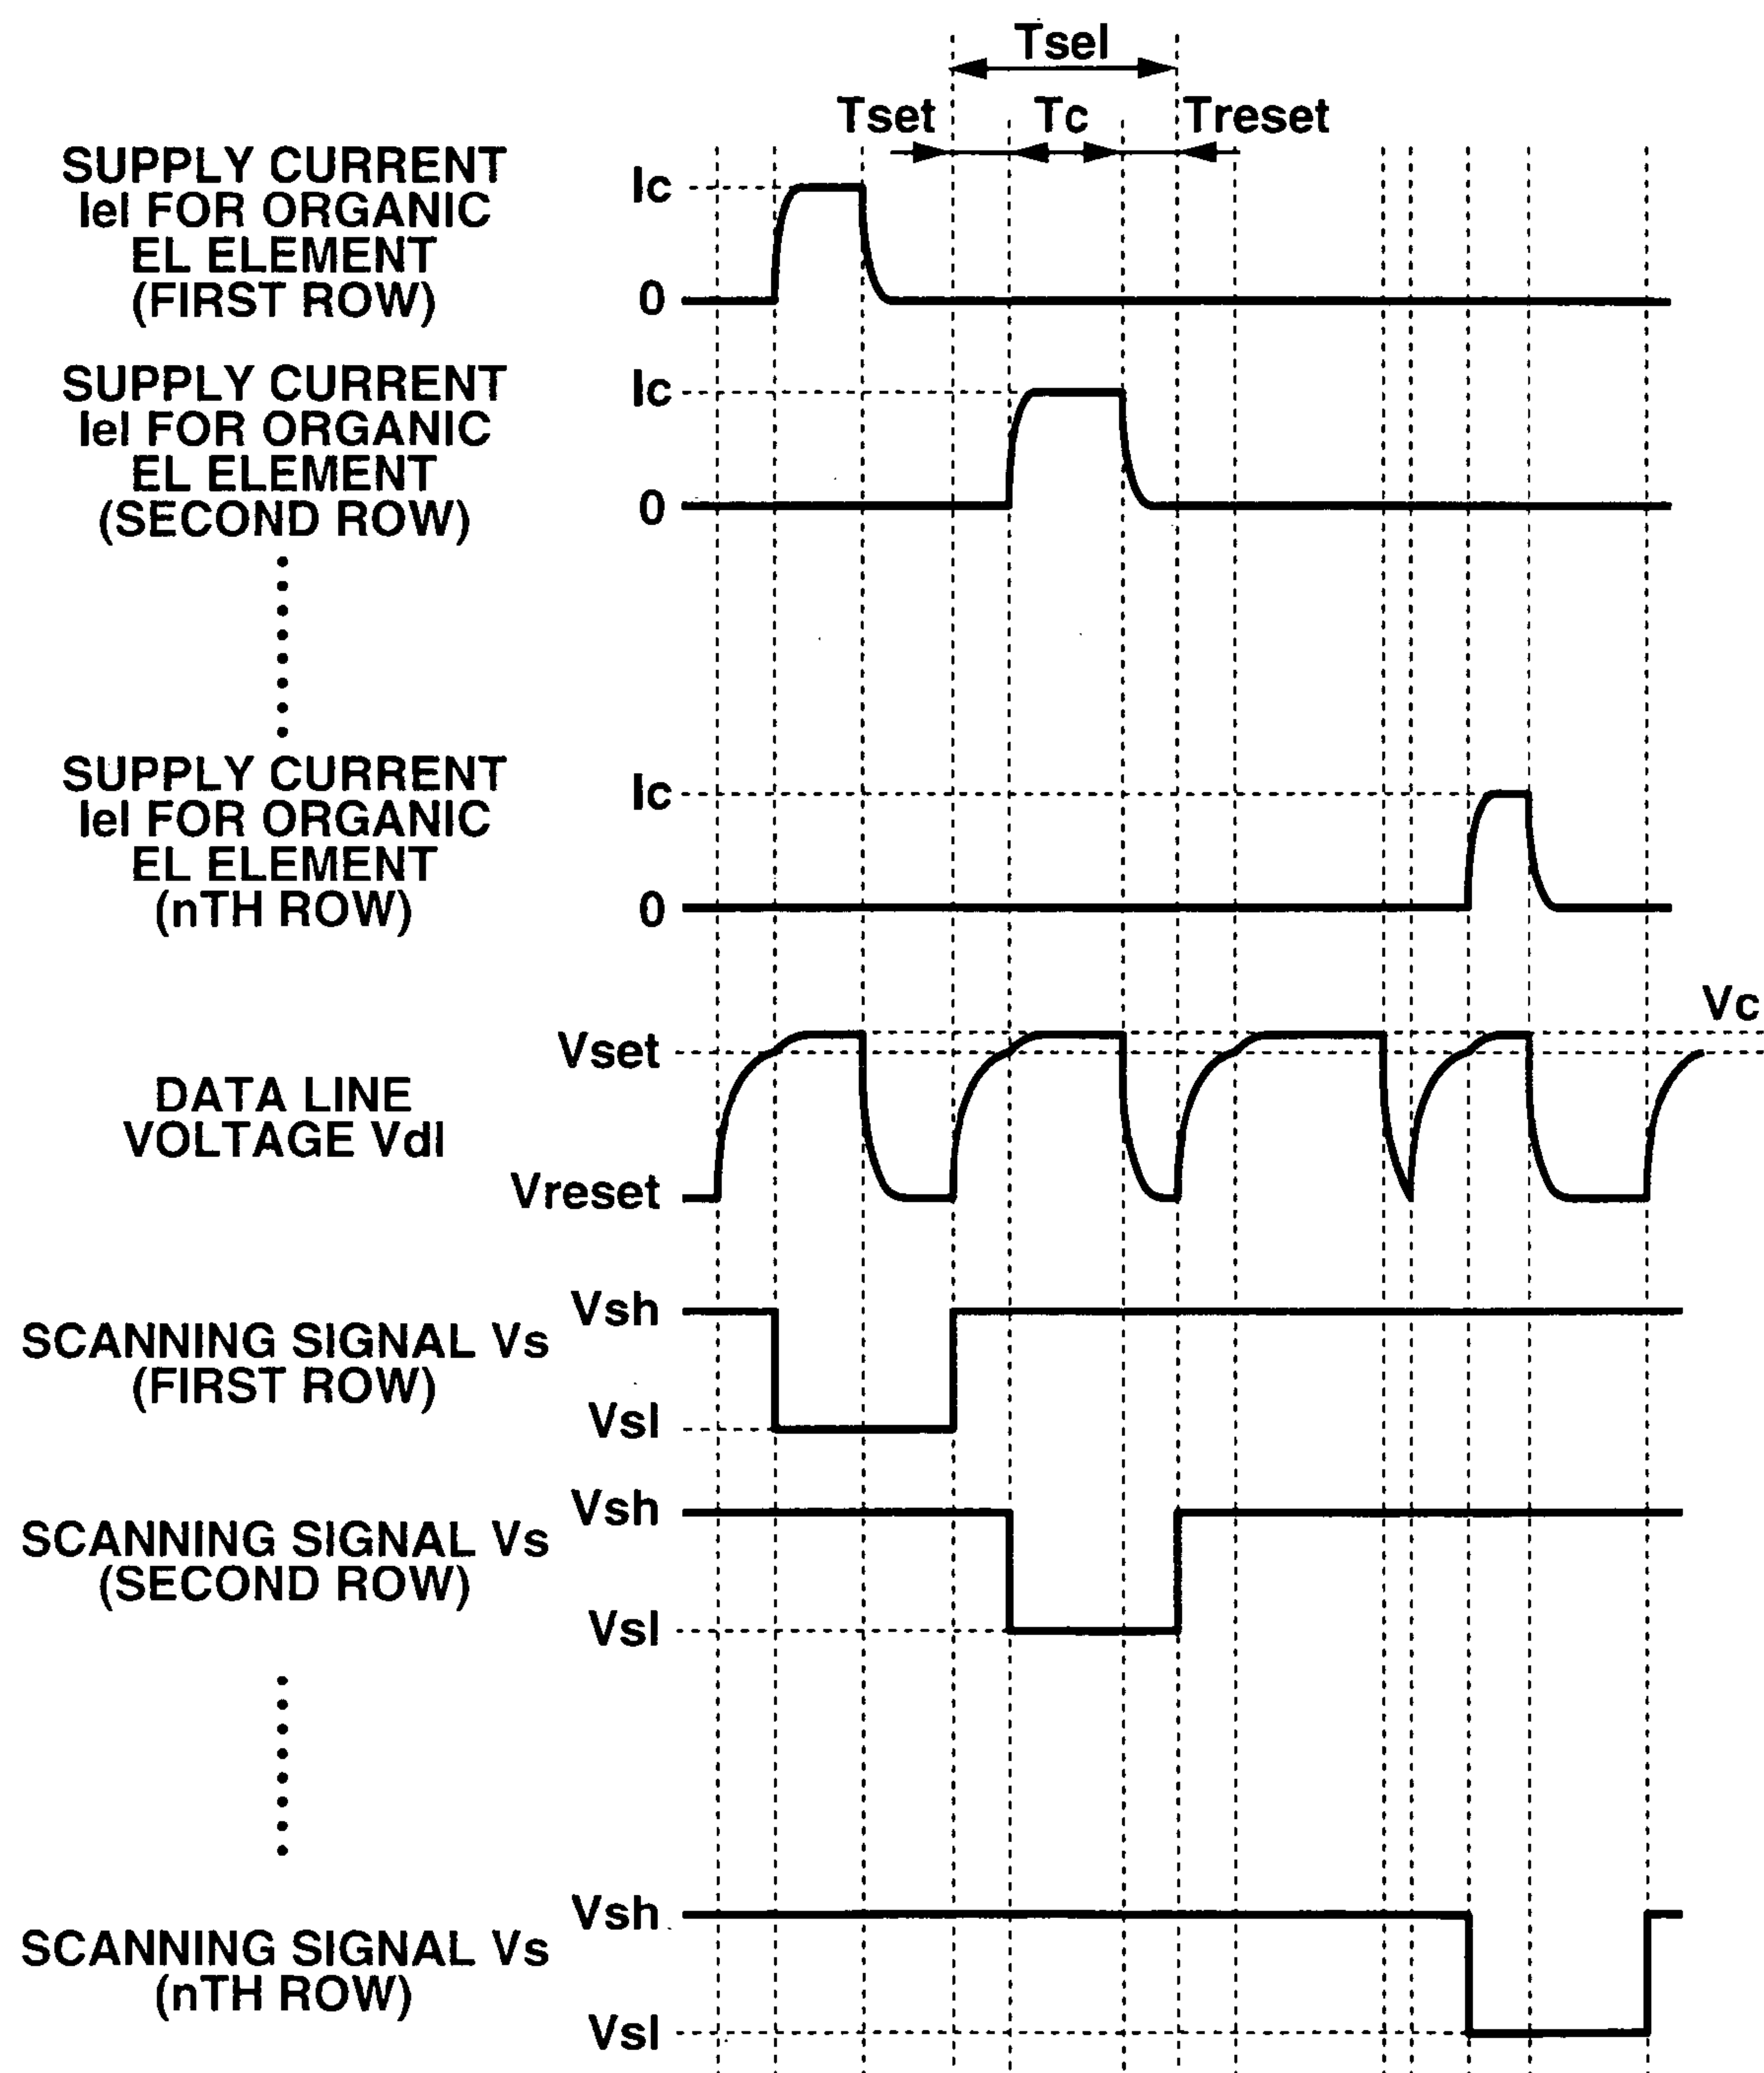 Tsel
Tset Tc Treset
SUPPLY CURRENT
Iel FOR ORGANIC
EL ELEMENT
(FIRST ROW)
Ic
0
SUPPLY CURRENT
Iel FOR ORGANIC
EL ELEMENT
(SECOND ROW)
Ic
0
SUPPLY CURRENT
Iel FOR ORGANIC
EL ELEMENT
(nTH ROW)
Ic
0
DATA LINE
VOLTAGE Vdl
Vset
Vreset
Vc
SCANNING SIGNAL Vs
(FIRST ROW)
Vsh
Vsl
SCANNING SIGNAL Vs
(SECOND ROW)
Vsh
Vsl
SCANNING SIGNAL Vs
(nTH ROW)
Vsh
Vsl